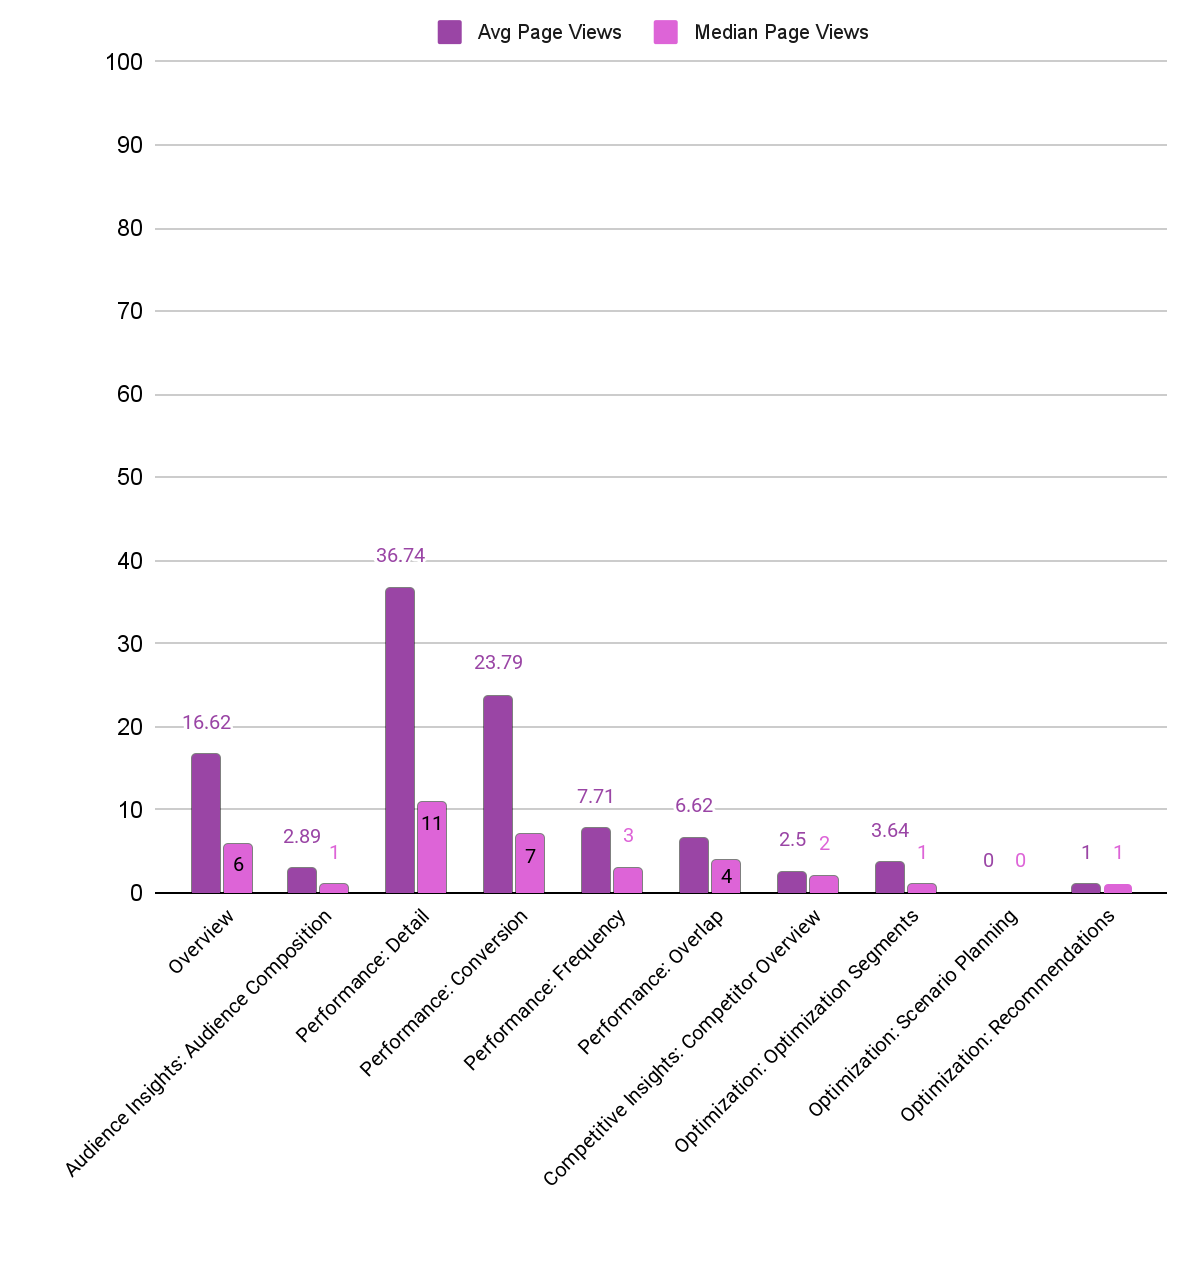 Avg Page Views
Median Page Views
100
90
80
70
60
50
40
30
20
10
0
16.62
6
2.89
1
36.74
11
23.79
7
7.71
3
6.62
4
2.5
2
3.64
1
0
0
1
1
Overview
Audience Insights: Audience Composition
Performance: Detail
Performance: Conversion
Performance: Frequency
Performance: Overlap
Competitive Insights: Competitor Overview
Optimization: Optimization Segments
Optimization: Scenario Planning
Optimization: Recommendations